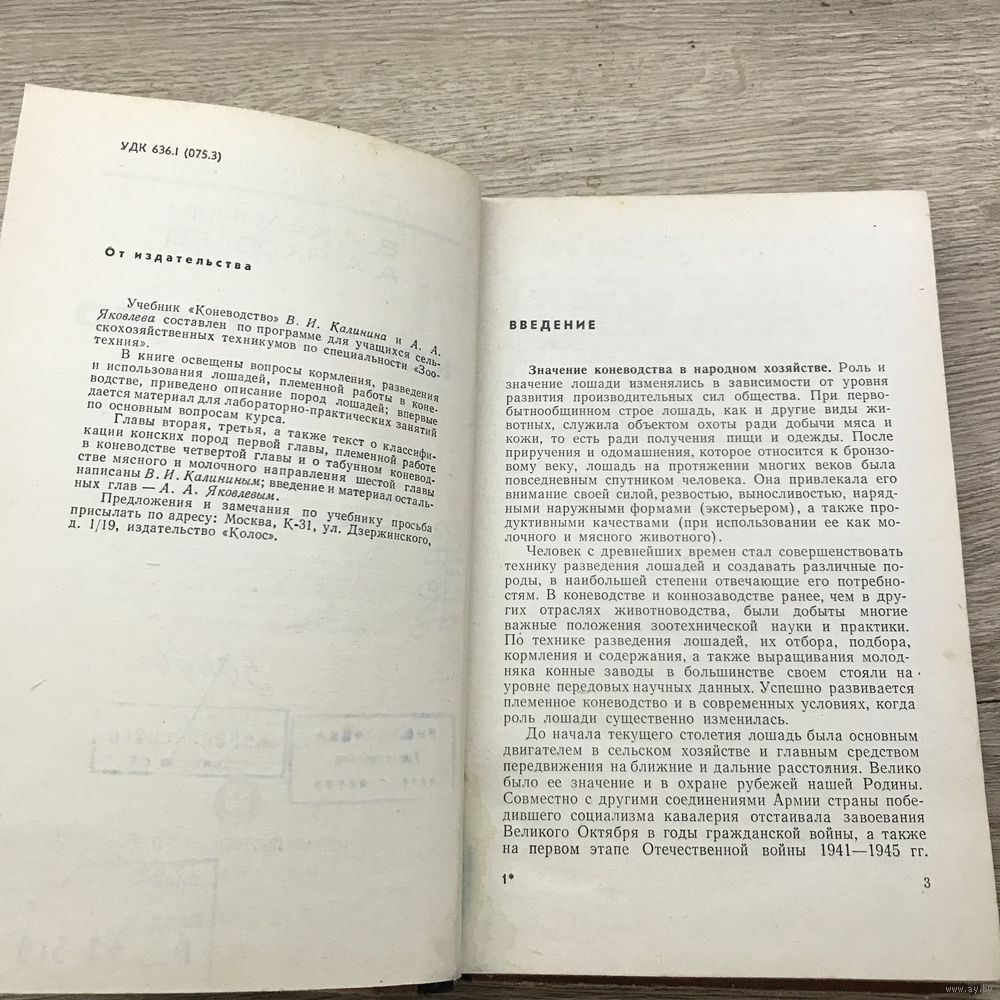 УДК 636.1 (075.3)
От издательства
Учебник «Коневодство» В. И. Калинина и А. А.
Яковлева составлен по программе для учащихся сель-
скохозяйственных техникумов по специальности «Зоо-
техния».
В книге освещены вопросы кормления, разведения
и использования лошадей, племенной работы в коне-
водстве, приведено описание пород лошадей; впервые
дается материал для лабораторно-практических занятий
по основным вопросам курса.
Главы вторая, третья, а также текст о классифи-
кации конских пород первой главы, племенной работе
в коневодстве четвертой главы и о табунном коневод-
стве мясного и молочного направления шестой главы
написаны В. И. Калининым; введение и материал осталь-
ных глав — А. А. Яковлевым.
Предложения и замечания по учебнику просьба
присылать по адресу: Москва, К-31, ул. Дзержинского,
д. 1/19, издательство «Колос».
ВВЕДЕНИЕ
Значение коневодства в народном хозяйстве. Роль и
значение лошади изменялись в зависимости от уровня
развития производительных сил общества. При перво-
бытнообщинном строе лошадь, как и другие виды жи-
вотных, служила объектом охоты ради добычи мяса и
кожи, то есть ради получения пищи и одежды. После
приручения и одомашнения, которое относится к бронзо-
вому веку, лошадь на протяжении многих веков была
повседневным спутником человека. Она привлекала его
внимание своей силой, резвостью, выносливостью, наряд-
ными наружными формами (экстерьером), а также про-
дуктивными качествами (при использовании ее как мо-
лочного и мясного животного).
Человек с древнейших времен стал совершенствовать
технику разведения лошадей и создавать различные по-
роды, в наибольшей степени отвечающие его потребно-
стям. В коневодстве и коннозаводстве ранее, чем в дру-
гих отраслях животноводства, были добыты многие
важные положения зоотехнической науки и практики.
По технике разведения лошадей, их отбора, подбора,
кормления и содержания, а также выращивания молод-
няка конные заводы в большинстве своем стояли на
уровне передовых научных данных. Успешно развивается
племенное коневодство и в современных условиях, когда
роль лошади существенно изменилась.
До начала текущего столетия лошадь была основным
двигателем в сельском хозяйстве и главным средством
передвижения на ближние и дальние расстояния. Велико
было ее значение и в охране рубежей нашей Родины.
Совместно с другими соединениями Армии страны побе-
дившего социализма кавалерия отстаивала завоевания
Великого Октября в годы гражданской войны, а также
на первом этапе Отечественной войны 1941—1945 гг.
1*
3
www.ay.by